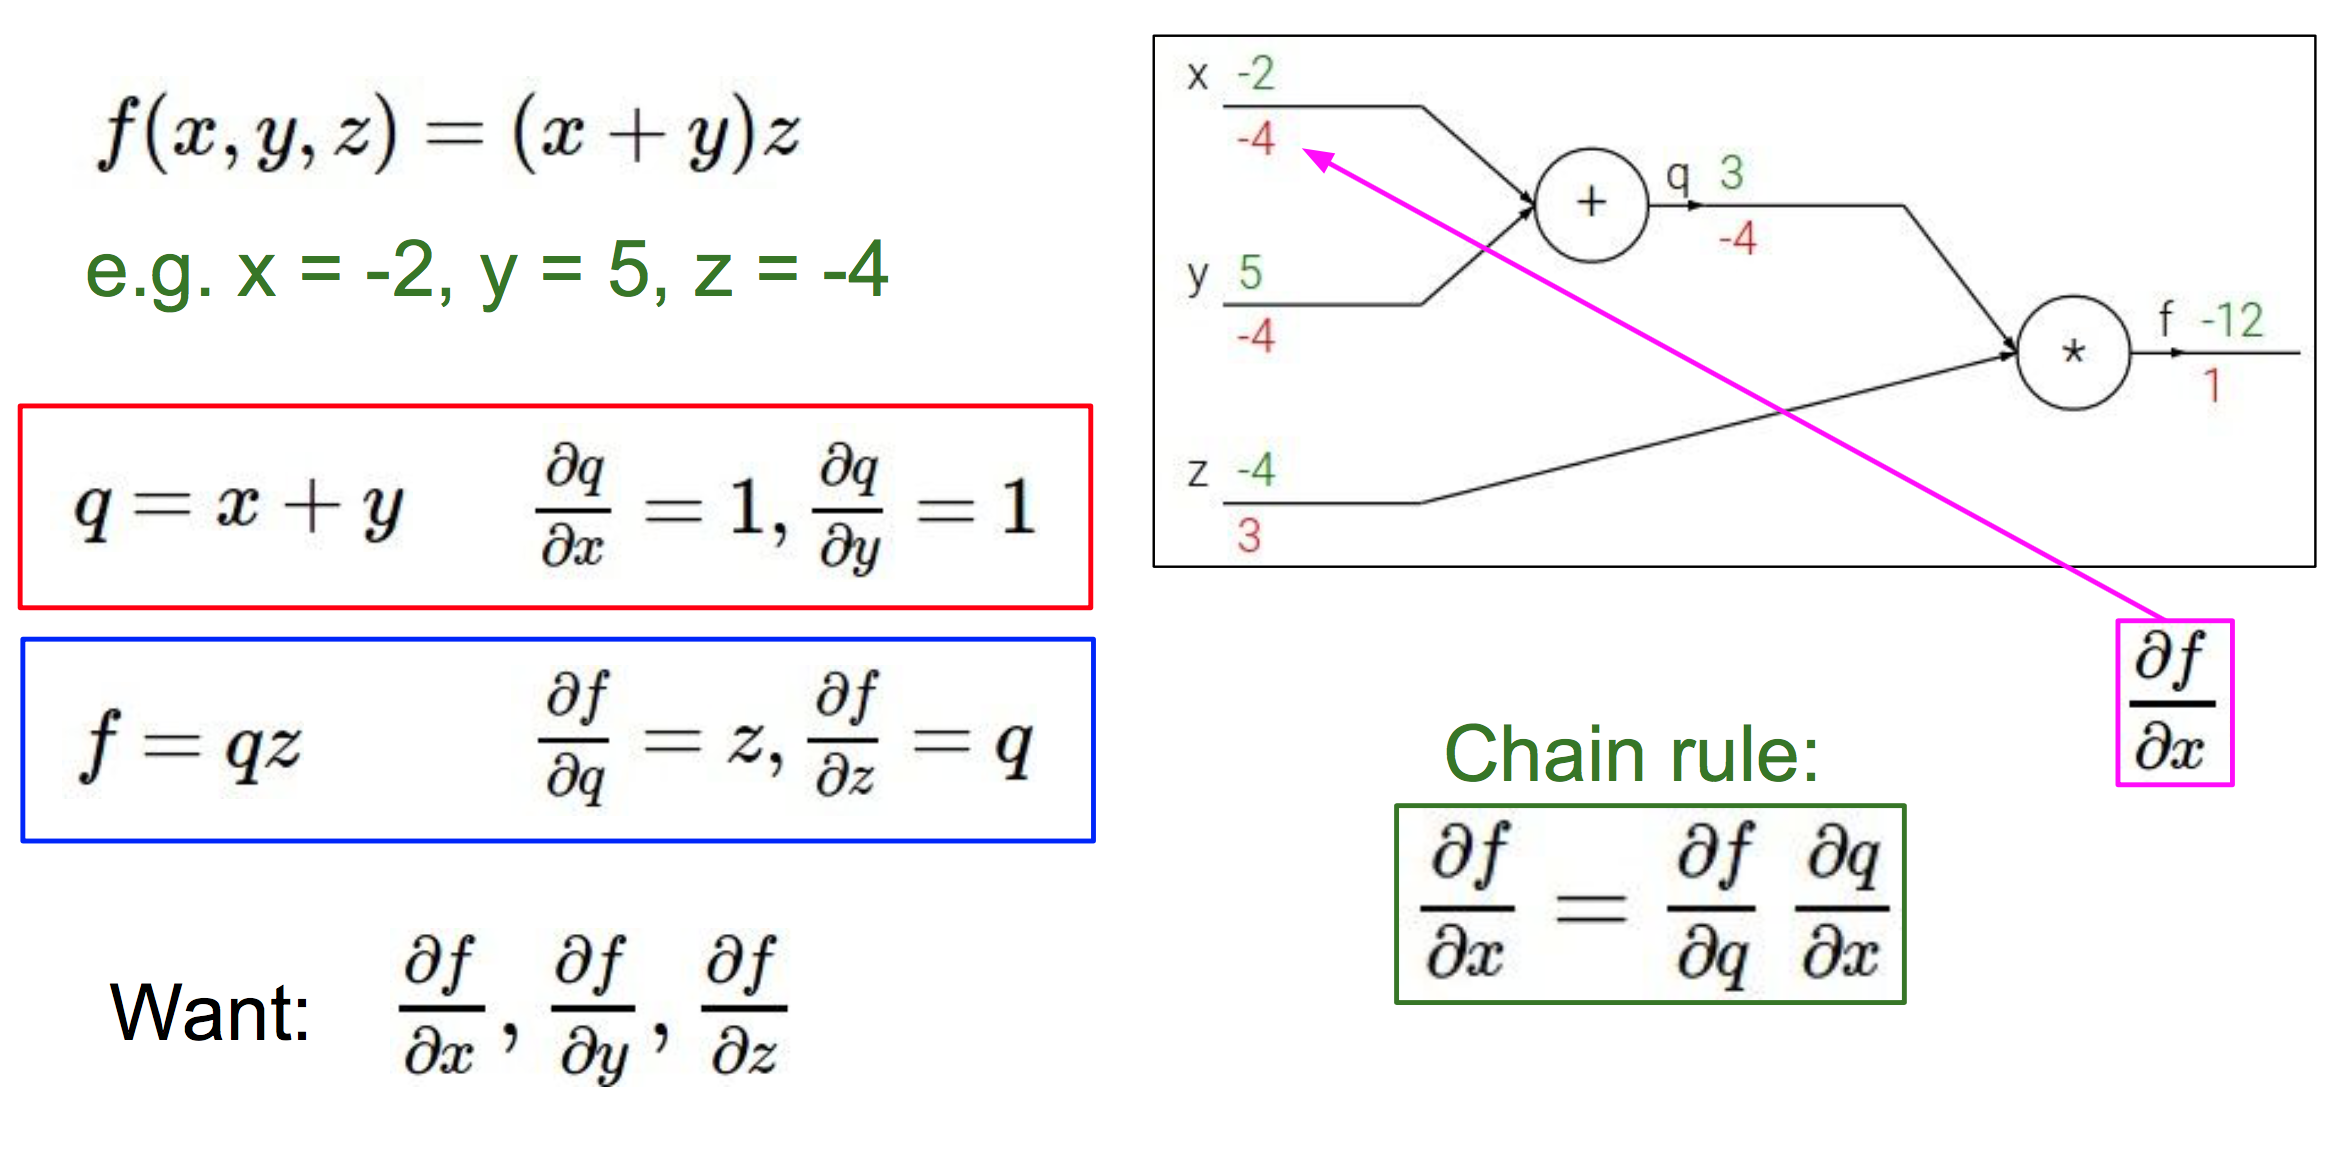 f(x, y, z) = (x + y)z
e.g. x = -2, y = 5, z = -4
q = x + y    ∂q/∂x = 1, ∂q/∂y = 1
f = qz    ∂f/∂q = z, ∂f/∂z = q
Want: ∂f/∂x, ∂f/∂y, ∂f/∂z
x -2
-4
y 5
-4
z -4
3
+
q 3
-4
*
f -12
1
∂f/∂x
Chain rule:
∂f/∂x = ∂f/∂q ∂q/∂x